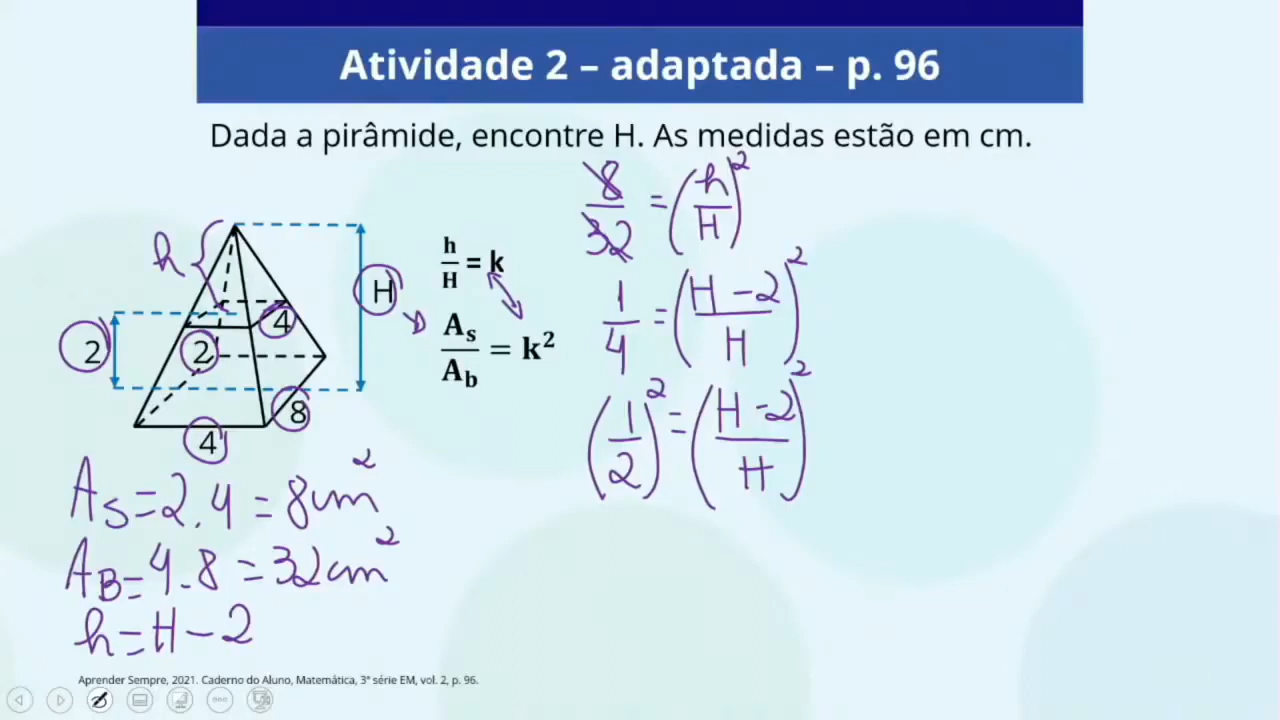 Atividade 2 – adaptada – p. 96
Dada a pirâmide, encontre H. As medidas estão em cm.
8/32 = (h/H)²
h
h/H = k
1/4 = (H - 2/H)²
H
4
2
2
As/Ab = k²
8
4
(1/2)² = (H - 2/H)²
As = 2.4 = 8cm²
AB = 4.8 = 32cm²
h = H - 2
Aprender Sempre, 2021. Caderno do Aluno, Matemática, 3ª série EM, vol. 2, p. 96.